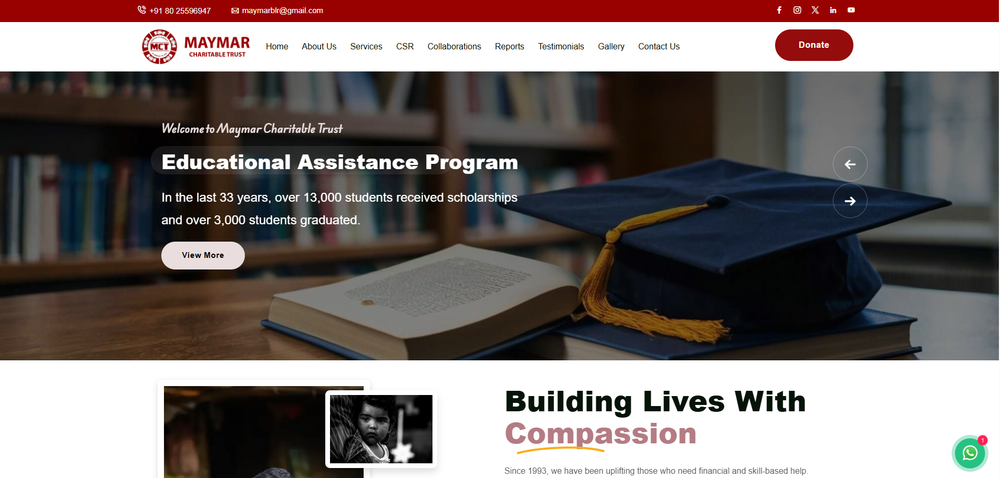 +91 80 25596947
maymarblr@gmail.com
MCT
MAYMAR
CHARITABLE TRUST
Home
About Us
Services
CSR
Collaborations
Reports
Testimonials
Gallery
Contact Us
Donate
Welcome to Maymar Charitable Trust
Educational Assistance Program
In the last 33 years, over 13,000 students received scholarships
and over 3,000 students graduated.
View More
Building Lives With
Compassion
Since 1993, we have been uplifting those who need financial and skill-based help.
1